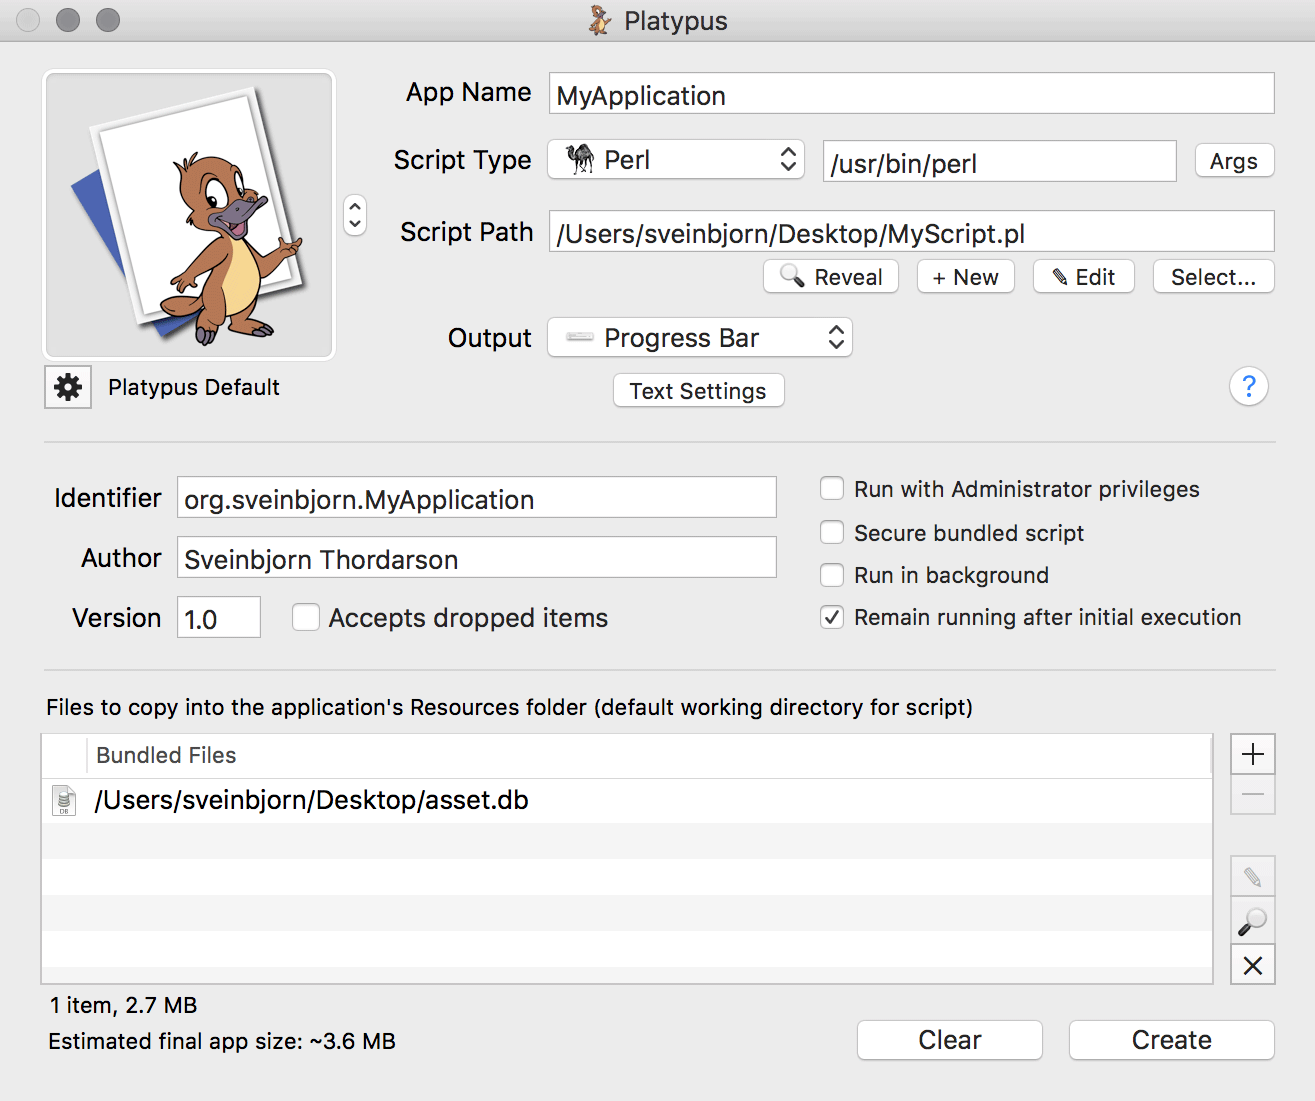 Platypus
App Name MyApplication
Script Type Perl /usr/bin/perl Args
Script Path /Users/sveinbjorn/Desktop/MyScript.pl
Reveal + New Edit Select...
Output Progress Bar
Platypus Default Text Settings ?
Identifier org.sveinbjorn.MyApplication
Author Sveinbjorn Thordarson
Version 1.0 Accepts dropped items
Run with Administrator privileges
Secure bundled script
Run in background
Remain running after initial execution
Files to copy into the application's Resources folder (default working directory for script)
Bundled Files
DB /Users/sveinbjorn/Desktop/asset.db
1 item, 2.7 MB
Estimated final app size: ~3.6 MB
Clear Create